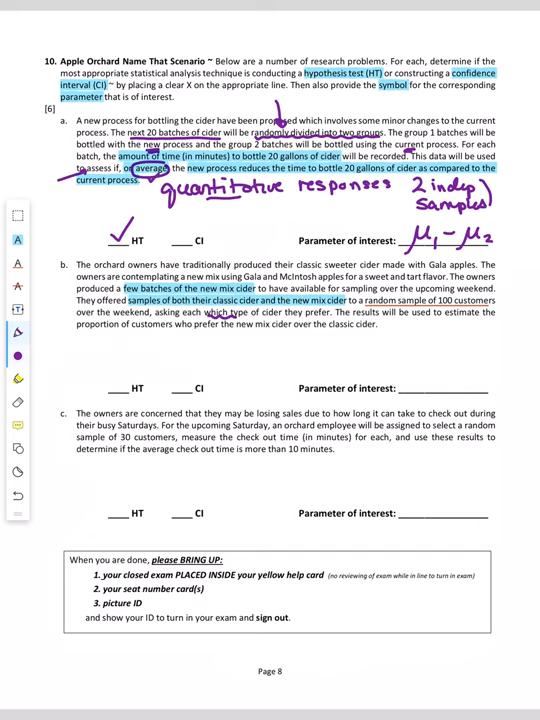 10. Apple Orchard Name That Scenario ~ Below are a number of research problems. For each, determine if the
most appropriate statistical analysis technique is conducting a hypothesis test (HT) or constructing a confidence
interval (CI) ~ by placing a clear X on the appropriate line. Then also provide the symbol for the corresponding
parameter that is of interest.
[6]
a. A new process for bottling the cider have been proposed which involves some minor changes to the current
process. The next 20 batches of cider will be randomly divided into two groups. The group 1 batches will be
bottled with the new process and the group 2 batches will be bottled using the current process. For each
batch, the amount of time (in minutes) to bottle 20 gallons of cider will be recorded. This data will be used
to assess if, on average, the new process reduces the time to bottle 20 gallons of cider as compared to the
current process.
quantitative responses 2 indep
samples
✓ HT ____ CI Parameter of interest: μ₁ - μ₂
b. The orchard owners have traditionally produced their classic sweeter cider made with Gala apples. The
owners are contemplating a new mix using Gala and McIntosh apples for a sweet and tart flavor. The owners
produced a few batches of the new mix cider to have available for sampling over the upcoming weekend.
They offered samples of both their classic cider and the new mix cider to a random sample of 100 customers
over the weekend, asking each which type of cider they prefer. The results will be used to estimate the
proportion of customers who prefer the new mix cider over the classic cider.
____ HT ____ CI Parameter of interest: ________________
c. The owners are concerned that they may be losing sales due to how long it can take to check out during
their busy Saturdays. For the upcoming Saturday, an orchard employee will be assigned to select a random
sample of 30 customers, measure the check out time (in minutes) for each, and use these results to
determine if the average check out time is more than 10 minutes.
____ HT ____ CI Parameter of interest: ________________
When you are done, please BRING UP:
1. your closed exam PLACED INSIDE your yellow help card (no reviewing of exam while in line to turn in exam)
2. your seat number card(s)
3. picture ID
and show your ID to turn in your exam and sign out.
Page 8